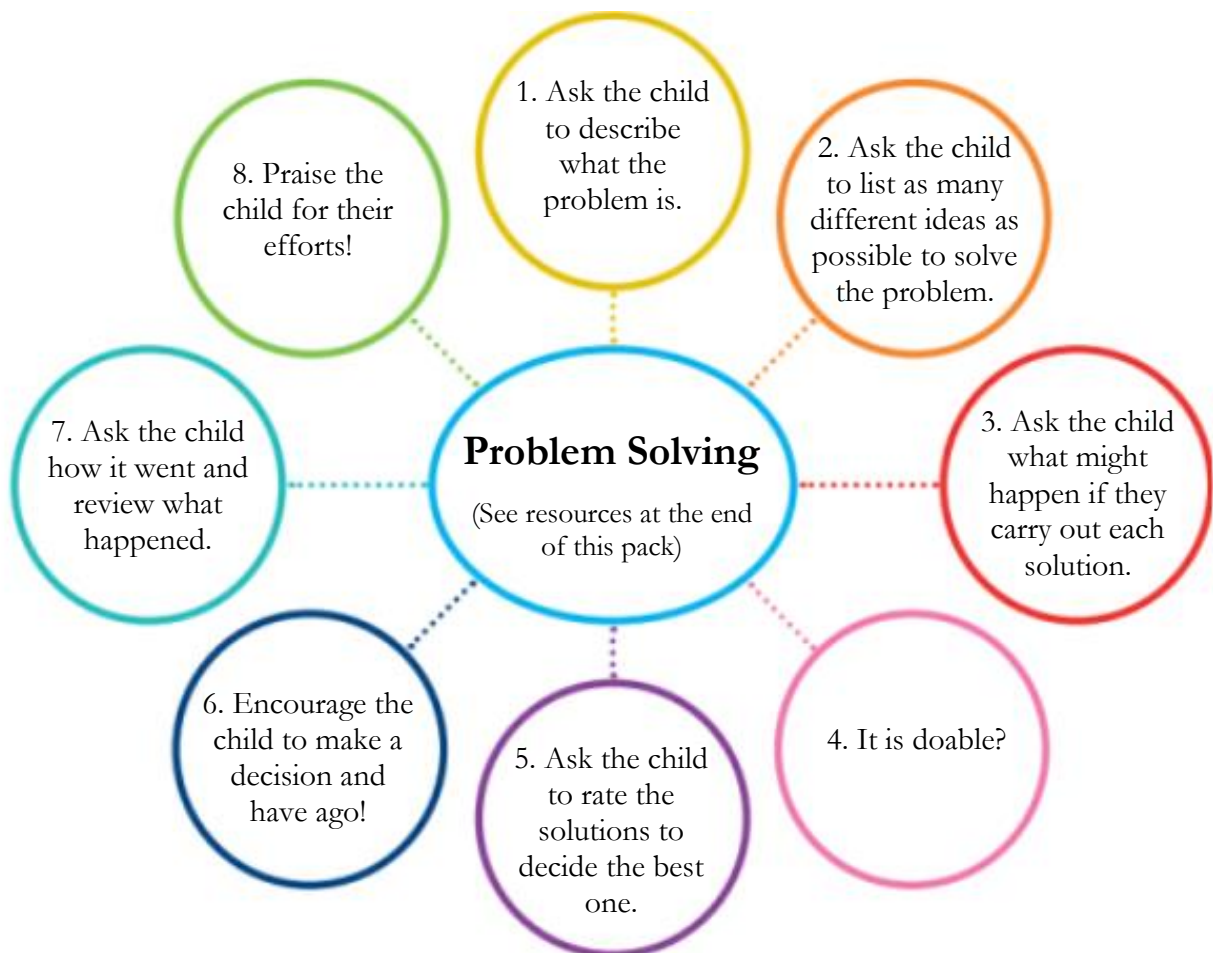 Problem Solving
(See resources at the end
of this pack)
1. Ask the child
to describe
what the
problem is.
2. Ask the child
to list as many
different ideas as
possible to solve
the problem.
3. Ask the child
what might
happen if they
carry out each
solution.
4. It is doable?
5. Ask the child
to rate the
solutions to
decide the best
one.
6. Encourage the
child to make a
decision and
have ago!
7. Ask the child
how it went and
review what
happened.
8. Praise the
child for their
efforts!